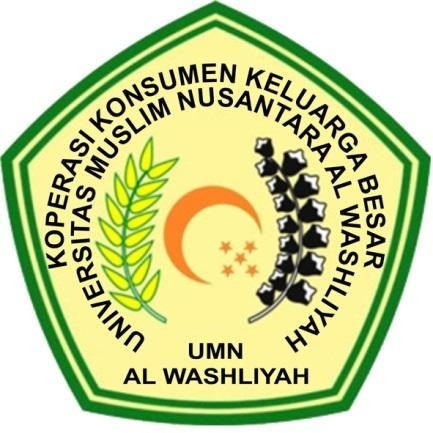 KOPERASI KONSUMEN KELUARGA BESAR
UNIVERSITAS MUSLIM NUSANTARA AL WASHLIYAH
UMN
AL WASHLIYAH